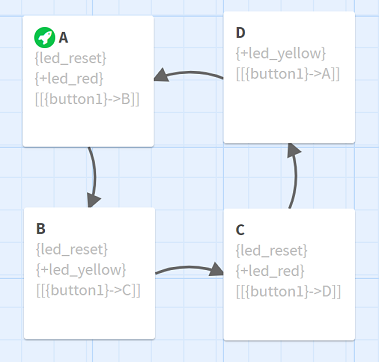 A
{led_reset}
{+led_red}
[[{button1}->B]]
D
{+led_yellow}
[[{button1}->A]]
B
{led_reset}
{+led_yellow}
[[{button1}->C]]
C
{led_reset}
{+led_red}
[[{button1}->D]]